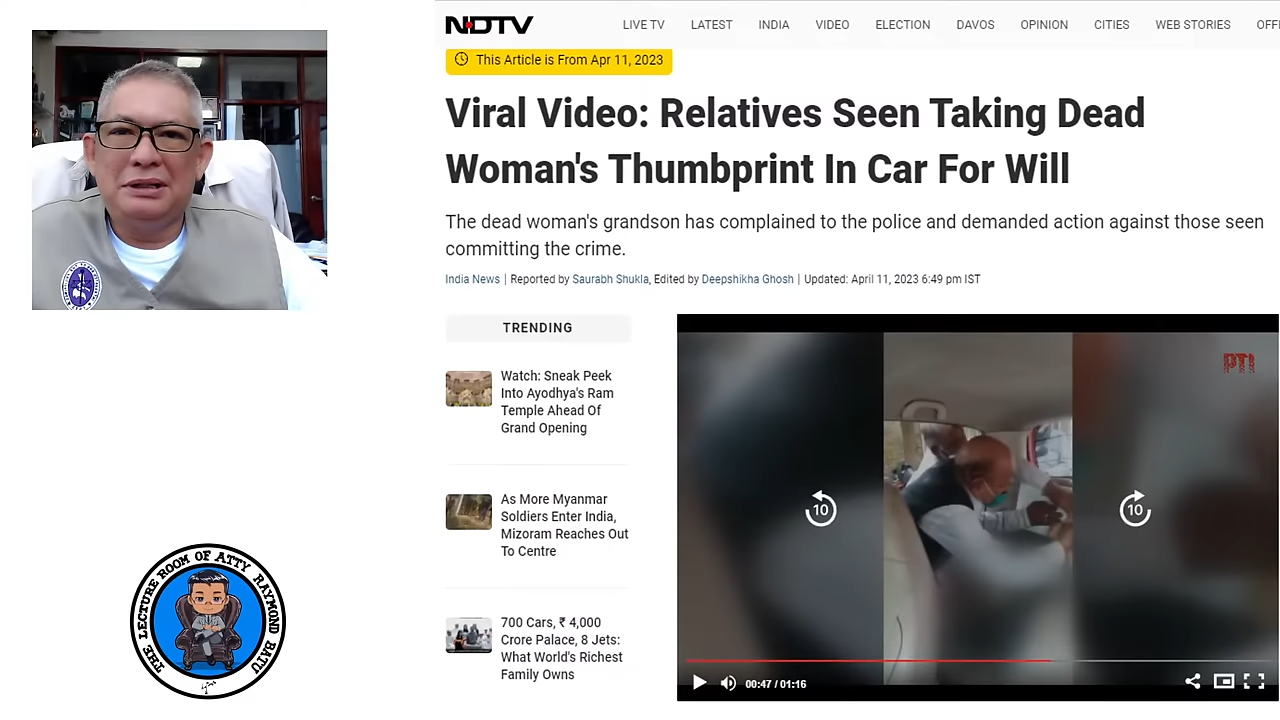 NDTV
LIVE TV LATEST INDIA VIDEO ELECTION DAVOS OPINION CITIES WEB STORIES
This Article is From Apr 11, 2023
Viral Video: Relatives Seen Taking Dead
Woman's Thumbprint In Car For Will
The dead woman's grandson has complained to the police and demanded action against those seen
committing the crime.
India News | Reported by Saurabh Shukla, Edited by Deepshikha Ghosh | Updated: April 11, 2023 6:49 pm IST
TRENDING
Watch: Sneak Peek
Into Ayodhya's Ram
Temple Ahead Of
Grand Opening
As More Myanmar
Soldiers Enter India,
Mizoram Reaches Out
To Centre
700 Cars, ₹ 4,000
Crore Palace, 8 Jets:
What World's Richest
Family Owns
PTI
10
10
00:47 / 01:16
THE LECTURE ROOM OF ATTY RAYMOND BATU